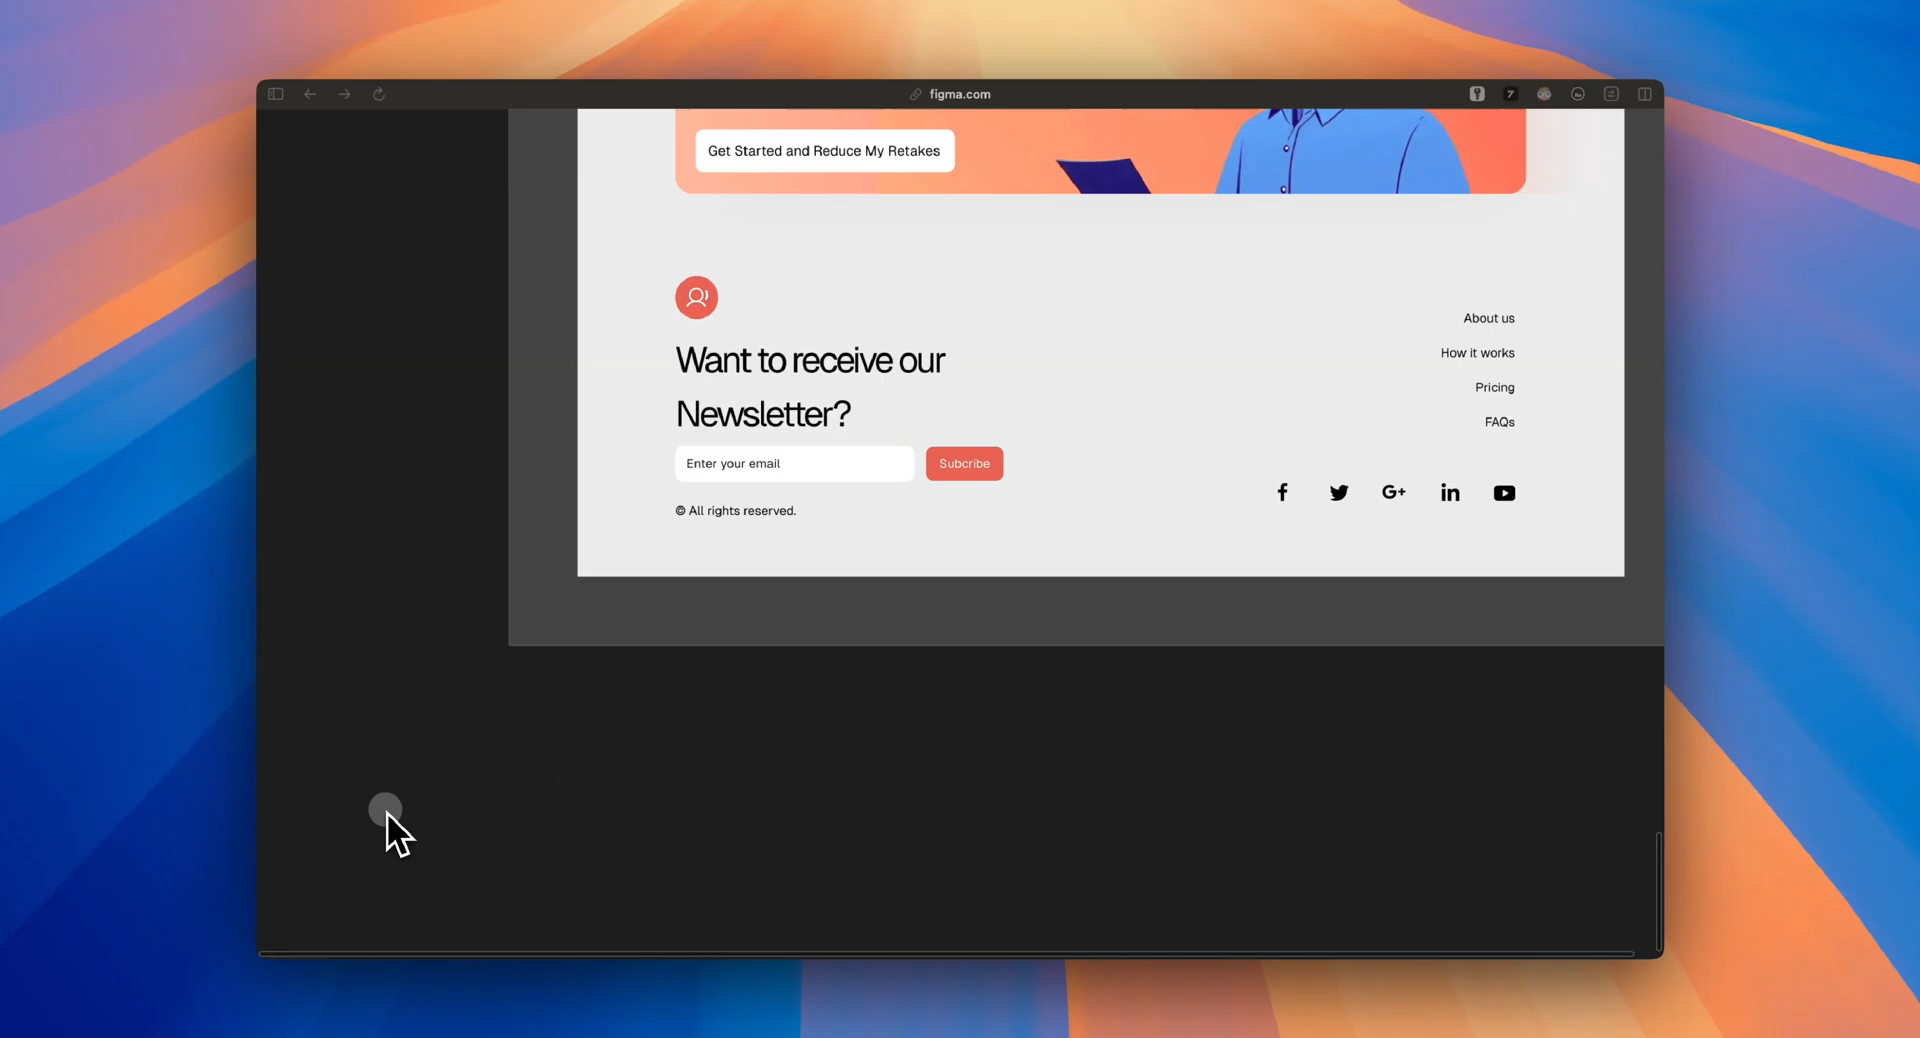 figma.com
Get Started and Reduce My Retakes
Want to receive our
Newsletter?
Enter your email
Subcribe
© All rights reserved.
About us
How it works
Pricing
FAQs
f
G+
in